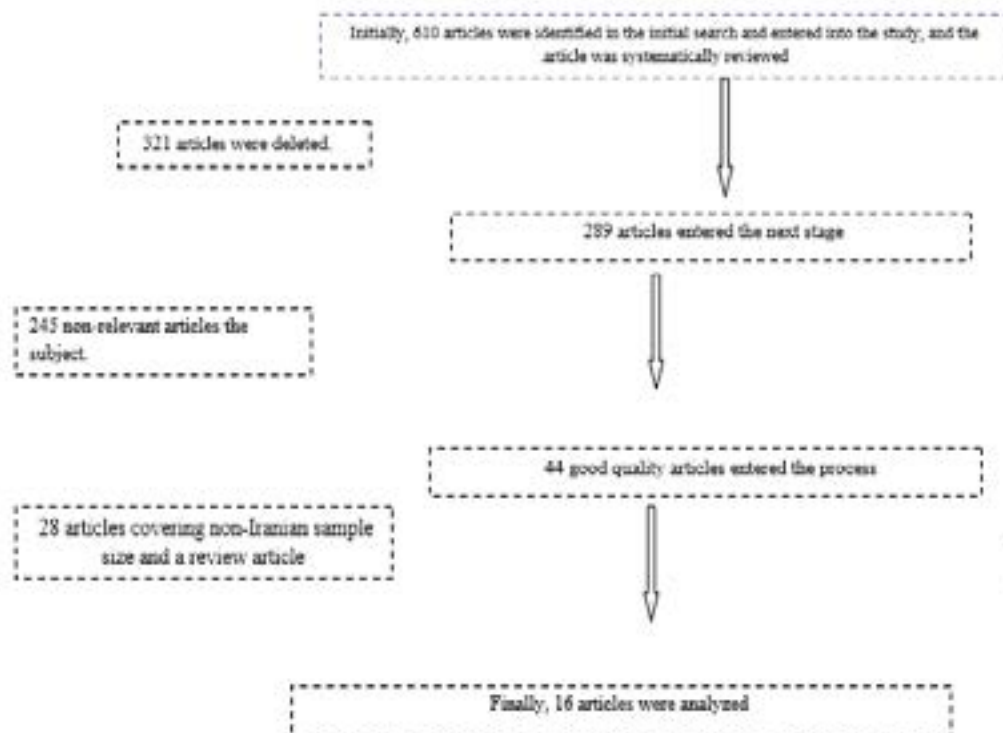 Initially, 610 articles were identified in the initial search and entered into the study, and the
article was systematically reviewed
321 articles were deleted.
289 articles entered the next stage
245 non-relevant articles the
subject.
44 good quality articles entered the process
28 articles covering non-Iranian sample
size and a review article
Finally, 16 articles were analyzed